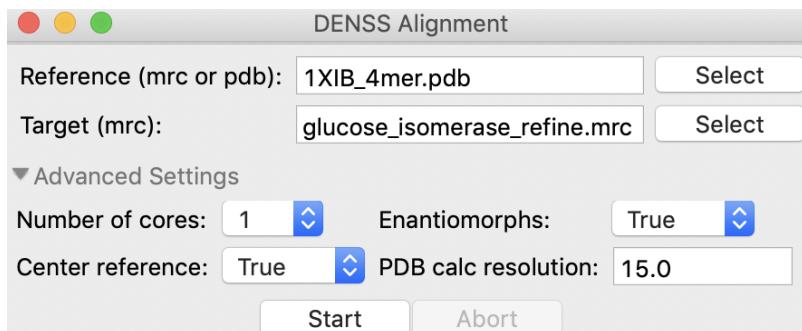 DENSS Alignment
Reference (mrc or pdb): 1XIB_4mer.pdb Select
Target (mrc): glucose_isomerase_refine.mrc Select
Advanced Settings
Number of cores: 1 Enantiomorphs: True
Center reference: True PDB calc resolution: 15.0
Start Abort